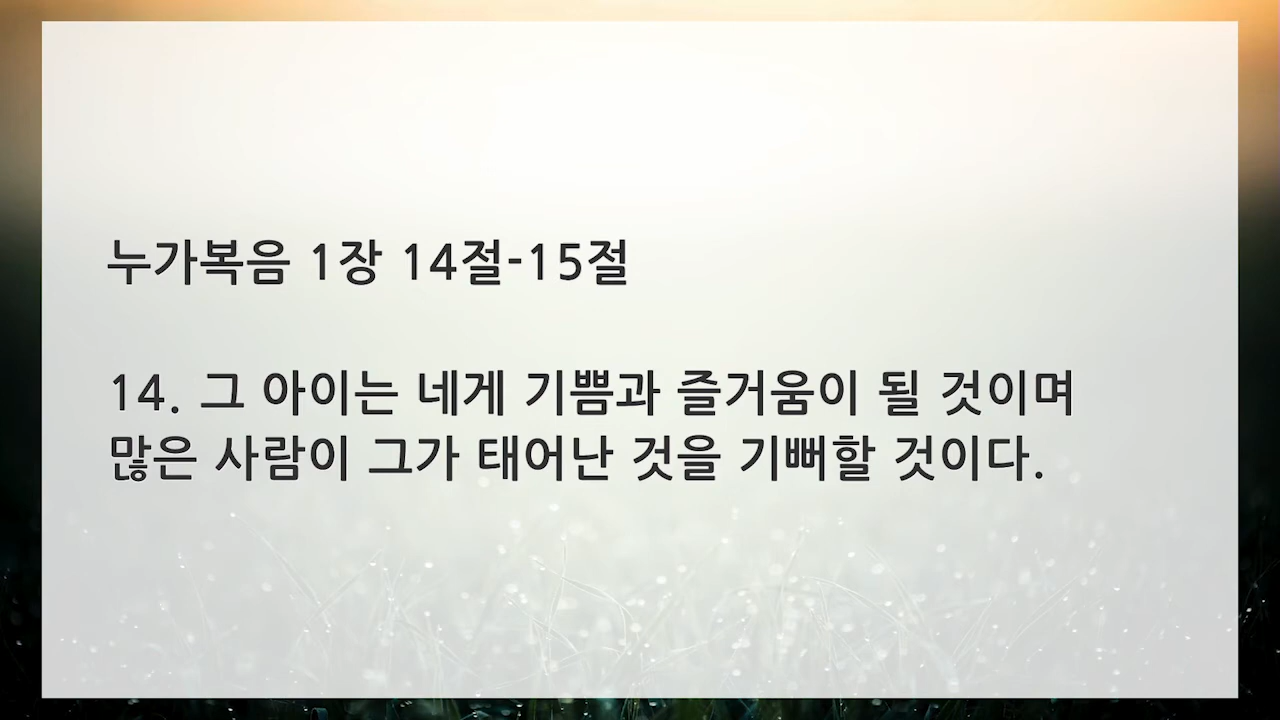 누가복음 1장 14절-15절
14. 그 아이는 네게 기쁨과 즐거움이 될 것이며
많은 사람이 그가 태어난 것을 기뻐할 것이다.